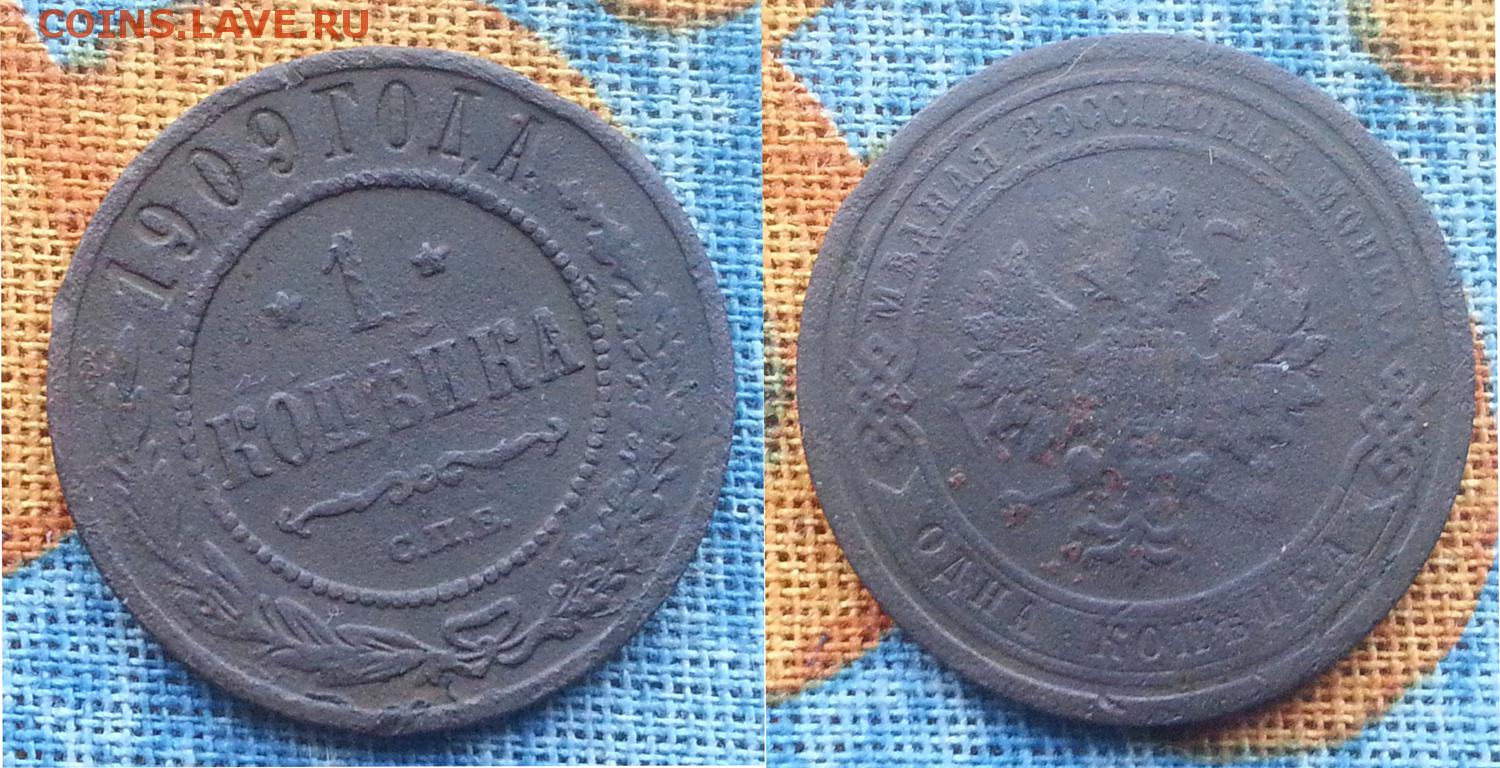 COINS.LAVE.RU
1909 ГОДА.
1
КОПѢЙКА
С.П.Б.
МѢДНАЯ РОССІЙСКАЯ МОНЕТА
ОДНА КОПѢЙКА